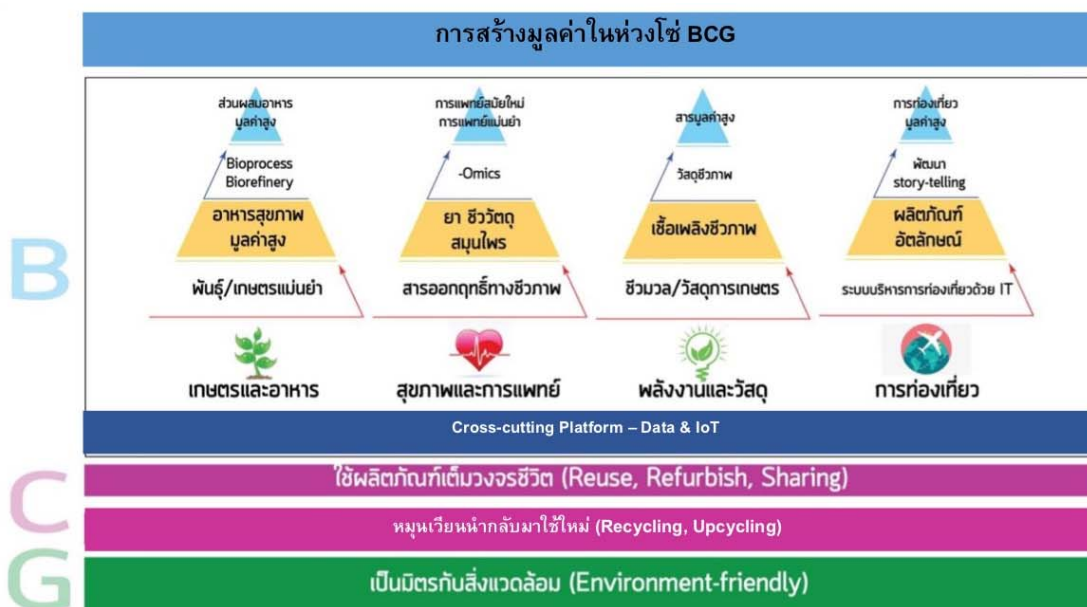 การสร้างมูลค่าในห่วงโซ่ BCG
ส่วนผสมอาหาร
มูลค่าสูง
Bioprocess
Biorefinery
อาหารสุขภาพ
มูลค่าสูง
พันธุ์/เกษตรแม่นยำ
เกษตรและอาหาร
การแพทย์สมัยใหม่
การแพทย์แม่นยำ
-Omics
ยา ชีววัตถุ
สมุนไพร
สารออกฤทธิ์ทางชีวภาพ
สุขภาพและการแพทย์
สารมูลค่าสูง
วัสดุชีวภาพ
เชื้อเพลิงชีวภาพ
ชีวมวล/วัสดุการเกษตร
พลังงานและวัสดุ
การท่องเที่ยว
มูลค่าสูง
พัฒนา
story-telling
ผลิตภัณฑ์
อัตลักษณ์
ระบบบริหารการท่องเที่ยวด้วย IT
การท่องเที่ยว
B
Cross-cutting Platform – Data & IoT
C
ใช้ผลิตภัณฑ์เต็มวงจรชีวิต (Reuse, Refurbish, Sharing)
หมุนเวียนนำกลับมาใช้ใหม่ (Recycling, Upcycling)
G
เป็นมิตรกับสิ่งแวดล้อม (Environment-friendly)